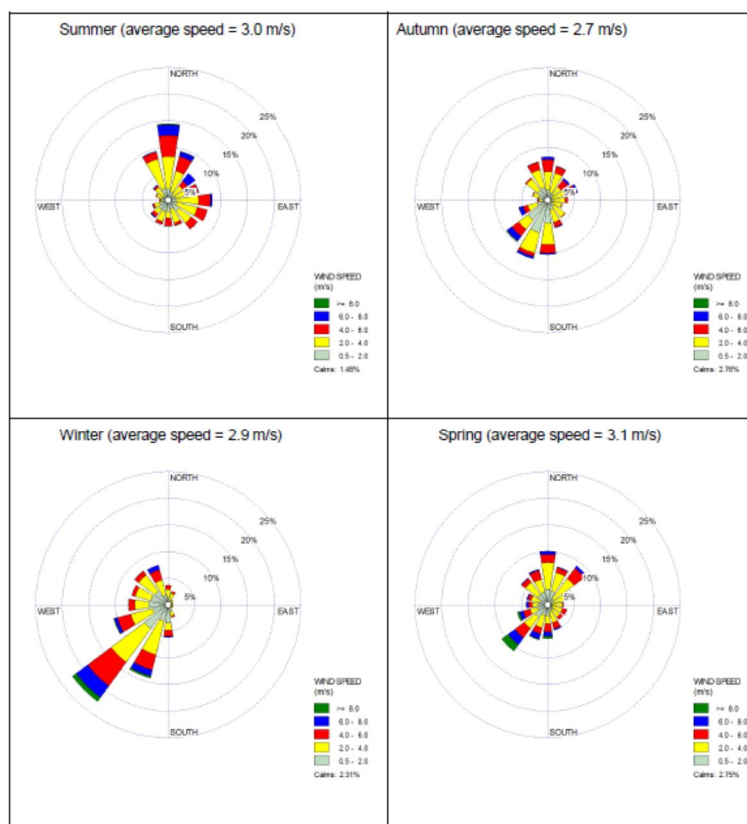 Summer (average speed = 3.0 m/s)
NORTH
25%
20%
15%
10%
5%
WEST
EAST
WIND SPEED
(m/s)
>= 8.0
6.0 - 8.0
4.0 - 6.0
2.0 - 4.0
0.5 - 2.0
Calms: 1.48%
SOUTH
Autumn (average speed = 2.7 m/s)
NORTH
25%
20%
15%
10%
5%
WEST
EAST
WIND SPEED
(m/s)
>= 8.0
6.0 - 8.0
4.0 - 6.0
2.0 - 4.0
0.5 - 2.0
Calms: 2.76%
SOUTH
Winter (average speed = 2.9 m/s)
NORTH
25%
20%
15%
10%
5%
WEST
EAST
WIND SPEED
(m/s)
>= 8.0
6.0 - 8.0
4.0 - 6.0
2.0 - 4.0
0.5 - 2.0
Calms: 2.31%
SOUTH
Spring (average speed = 3.1 m/s)
NORTH
25%
20%
15%
10%
5%
WEST
EAST
WIND SPEED
(m/s)
>= 8.0
6.0 - 8.0
4.0 - 6.0
2.0 - 4.0
0.5 - 2.0
Calms: 2.75%
SOUTH